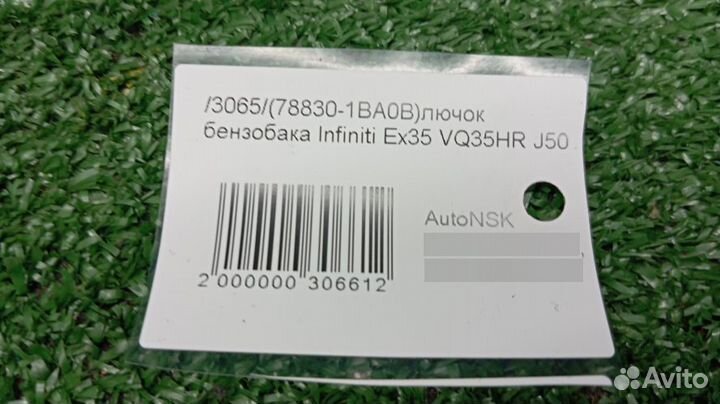 /3065/(78830-1BA0B)лючок
бензобака Infiniti Ex35 VQ35HR J50
AutoNSK
2 000000 306612
Avito